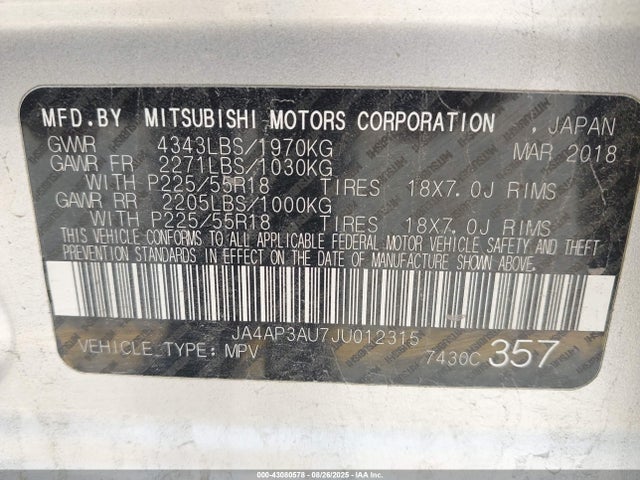 MFD.BY MITSUBISHI MOTORS CORPORATION , JAPAN
GVWR 4343LBS/1970KG MAR 2018
GAWR FR 2271LBS/1030KG
WITH P225/55R18 TIRES 18X7.0J RIMS
GAWR RR 2205LBS/1000KG
WITH P225/55R18 TIRES 18X7.0J RIMS
THIS VEHICLE CONFORMS TO ALL APPLICABLE FEDERAL MOTOR VEHICLE SAFETY AND THEFT
PREVENTION STANDARDS IN EFFECT ON THE DATE OF MANUFACTURE SHOWN ABOVE.
JA4AP3AU7JU012315
VEHICLE TYPE: MPV 7430C 357
000-43080578 - 08/26/2025 - IAA Inc.